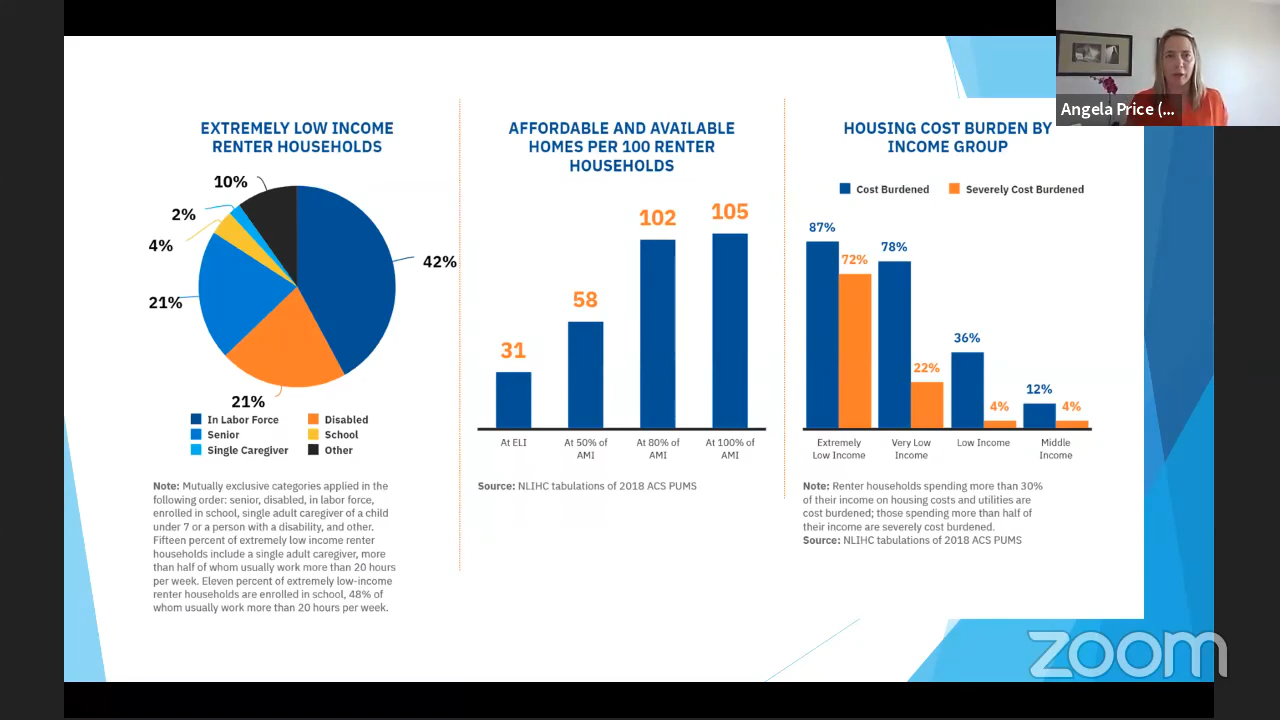 Angela Price (...
EXTREMELY LOW INCOME
RENTER HOUSEHOLDS
10%
2%
4%
42%
21%
21%
In Labor Force
Disabled
Senior
School
Single Caregiver
Other
Note: Mutually exclusive categories applied in the
following order: senior, disabled, in labor force,
enrolled in school, single adult caregiver of a child
under 7 or a person with a disability, and other.
Fifteen percent of extremely low income renter
households include a single adult caregiver, more
than half of whom usually work more than 20 hours
per week. Eleven percent of extremely low-income
renter households are enrolled in school, 48% of
whom usually work more than 20 hours per week.
AFFORDABLE AND AVAILABLE
HOMES PER 100 RENTER
HOUSEHOLDS
31
58
102
105
At ELI
At 50% of
AMI
At 80% of
AMI
At 100% of
AMI
Source: NLIHC tabulations of 2018 ACS PUMS
HOUSING COST BURDEN BY
INCOME GROUP
Cost Burdened
Severely Cost Burdened
87%
72%
78%
22%
36%
4%
12%
4%
Extremely
Low Income
Very Low
Income
Low Income
Middle
Income
Note: Renter households spending more than 30%
of their income on housing costs and utilities are
cost burdened; those spending more than half of
their income are severely cost burdened.
Source: NLIHC tabulations of 2018 ACS PUMS
zoom